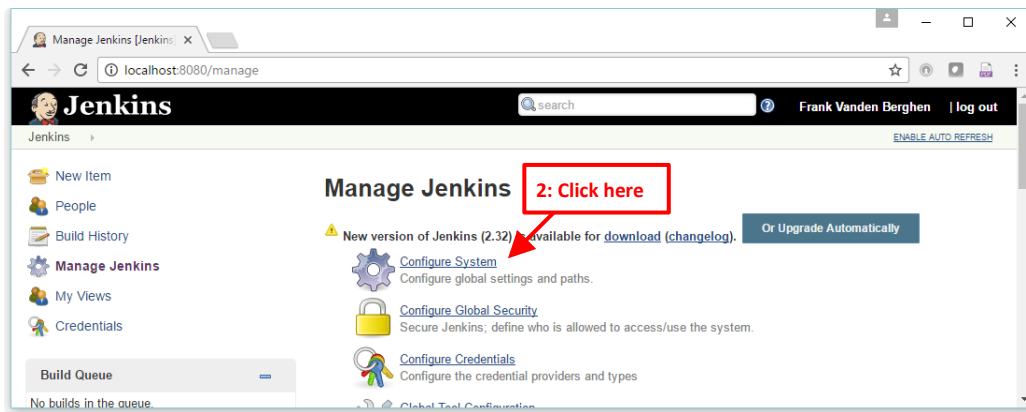 Manage Jenkins [Jenkins]
localhost:8080/manage
Jenkins
search
Frank Vanden Berghen | log out
Jenkins
ENABLE AUTO REFRESH
New Item
People
Build History
Manage Jenkins
My Views
Credentials
Build Queue
No builds in the queue.
Manage Jenkins
2: Click here
New version of Jenkins (2.32) is available for download (changelog).
Or Upgrade Automatically
Configure System
Configure global settings and paths.
Configure Global Security
Secure Jenkins; define who is allowed to access/use the system.
Configure Credentials
Configure the credential providers and types
Global Tool Configuration